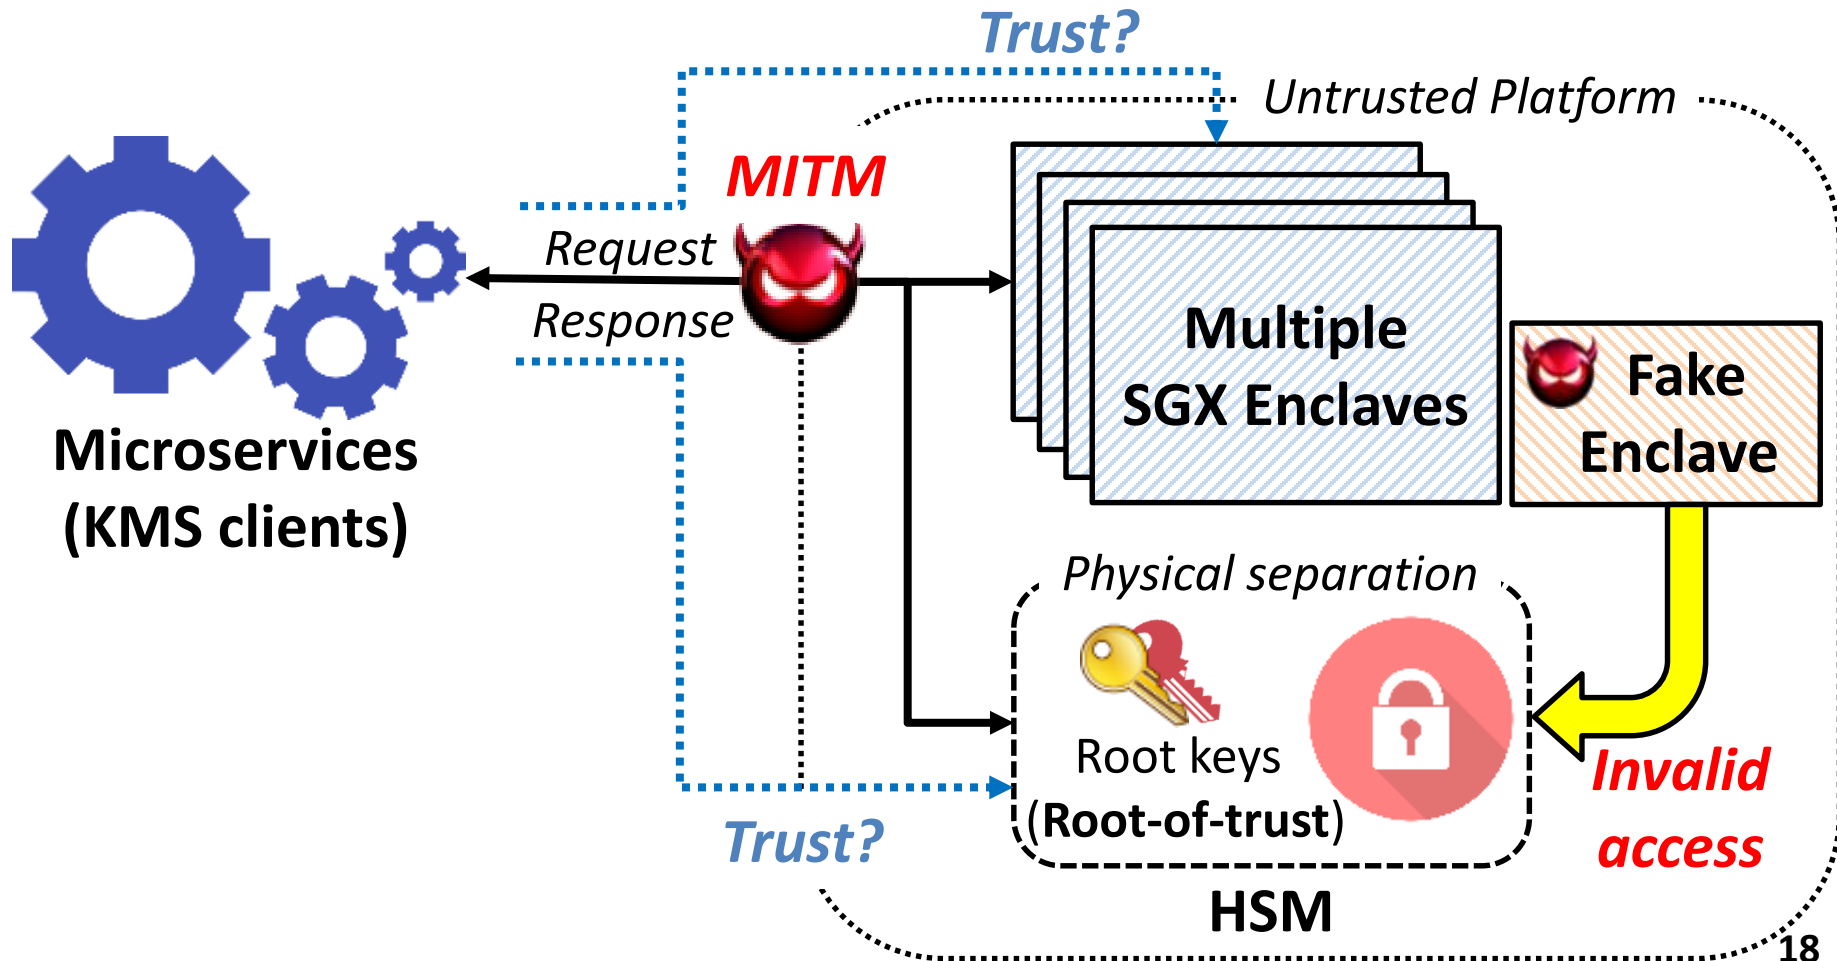 Trust?
Untrusted Platform
MITM
Request
Response
Microservices
(KMS clients)
Multiple
SGX Enclaves
Fake
Enclave
Physical separation
Root keys
(Root-of-trust)
Invalid
access
Trust?
HSM
18